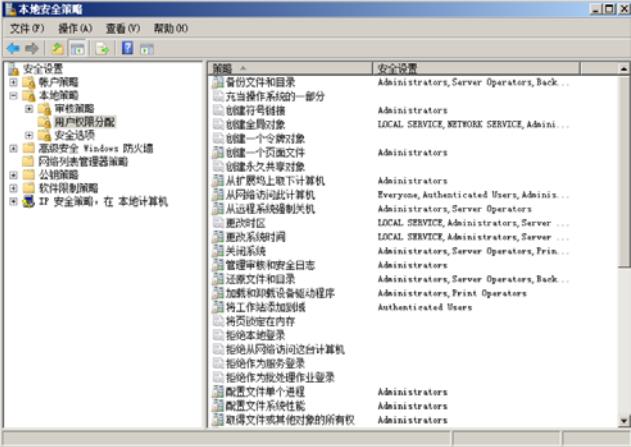 本地安全策略
文件(F) 操作(A) 查看(V) 帮助(H)
安全设置
帐户策略
本地策略
审核策略
用户权限分配
安全选项
高级安全 Windows 防火墙
网络列表管理器策略
公钥策略
软件限制策略
IP 安全策略，在 本地计算机
策略 安全设置
备份文件和目录 Administrators,Server Operators,Back...
充当操作系统的一部分
创建符号链接 Administrators
创建全局对象 LOCAL SERVICE,NETWORK SERVICE,Admini...
创建一个令牌对象
创建一个页面文件 Administrators
创建永久共享对象
从扩展坞上取下计算机 Administrators
从网络访问此计算机 Everyone,Authenticated Users,Adminis...
从远程系统强制关机 Administrators,Server Operators
更改时区 LOCAL SERVICE,Administrators,Server ...
更改系统时间 LOCAL SERVICE,Administrators,Server ...
关闭系统 Administrators,Server Operators,Prin...
管理审核和安全日志 Administrators
还原文件和目录 Administrators,Server Operators,Back...
加载和卸载设备驱动程序 Administrators,Print Operators
将工作站添加到域 Authenticated Users
将页锁定在内存
拒绝本地登录
拒绝从网络访问这台计算机
拒绝作为服务登录
拒绝作为批处理作业登录
配置文件单个进程 Administrators
配置文件系统性能 Administrators
取得文件或其他对象的所有权 Administrators